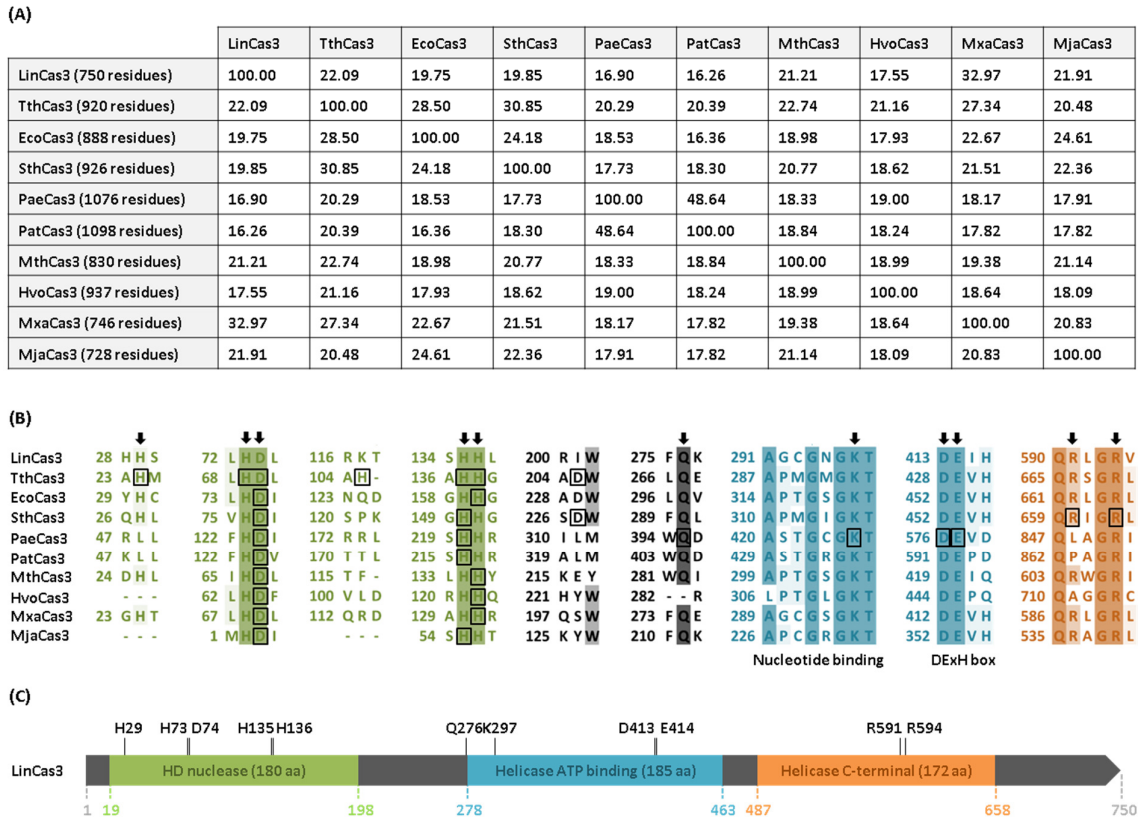 (A)
LinCas3 TthCas3 EcoCas3 SthCas3 PaeCas3 PatCas3 MthCas3 HvoCas3 MxaCas3 MjaCas3
LinCas3 (750 residues) 100.00 22.09 19.75 19.85 16.90 16.26 21.21 17.55 32.97 21.91
TthCas3 (920 residues) 22.09 100.00 28.50 30.85 20.29 20.39 22.74 21.16 27.34 20.48
EcoCas3 (888 residues) 19.75 28.50 100.00 24.18 18.53 16.36 18.98 17.93 22.67 24.61
SthCas3 (926 residues) 19.85 30.85 24.18 100.00 17.73 18.30 20.77 18.62 21.51 22.36
PaeCas3 (1076 residues) 16.90 20.29 18.53 17.73 100.00 48.64 18.33 19.00 18.17 17.91
PatCas3 (1098 residues) 16.26 20.39 16.36 18.30 48.64 100.00 18.84 18.24 17.82 17.82
MthCas3 (830 residues) 21.21 22.74 18.98 20.77 18.33 18.84 100.00 18.99 19.38 21.14
HvoCas3 (937 residues) 17.55 21.16 17.93 18.62 19.00 18.24 18.99 100.00 18.64 18.09
MxaCas3 (746 residues) 32.97 27.34 22.67 21.51 18.17 17.82 19.38 18.64 100.00 20.83
MjaCas3 (728 residues) 21.91 20.48 24.61 22.36 17.91 17.82 21.14 18.09 20.83 100.00
(B)
LinCas3 28 H H S 72 L H D L 116 R K T 134 S H H L 200 R I W 275 F Q K 291 A G C G N G K T 413 D E I H 590 Q R L G R V
TthCas3 23 A H M 68 L H D L 104 A H - 136 A H H G 204 A D W 266 L Q E 287 A P M G M G K T 428 D E V H 665 Q R S G R L
EcoCas3 29 Y H C 73 L H D I 123 N Q D 158 G H H G 228 A D W 296 L Q V 314 A P T G S G K T 452 D E V H 661 Q R L G R L
SthCas3 26 Q H L 75 V H D I 120 S P K 149 G H H G 226 S D W 289 F Q L 310 A P M G I G K T 452 D E V H 659 Q R I G R L
PaeCas3 47 R L L 122 F H D I 172 R R L 219 S H H R 310 I L M 394 W Q D 420 A S T G C G K T 576 D E V D 847 Q L A G R I
PatCas3 47 K L L 122 F H D V 170 T T L 215 S H H R 319 A L M 403 W Q D 429 A S T R G K T 591 D E P D 862 Q P A G R I
MthCas3 24 D H L 65 I H D L 115 T F - 133 L H H Y 215 K E Y 281 W Q I 299 A P T G S G K T 419 D E I Q 603 Q R W G R I
HvoCas3 - - - 62 L H D F 100 V L D 120 R H H Q 221 H Y W 282 - - R 306 L P T G L G K T 444 D E P Q 710 Q A G G R C
MxaCas3 23 G H T 67 L H D L 112 Q R D 129 A H H R 197 Q S W 273 F Q E 289 A P C G R G K T 412 D E V H 586 Q R L G R L
MjaCas3 - - - 1 M H D I - - - 54 S H H T 125 K Y W 210 F Q K 226 A P C G R G K T 352 D E V H 535 Q R A G R L
Nucleotide binding DExH box
(C)
H29 H73 D74 H135 H136 Q276 K297 D413 E414 R591 R594
LinCas3 HD nuclease (180 aa) Helicase ATP binding (185 aa) Helicase C-terminal (172 aa)
1 19 198 278 463 487 658 750